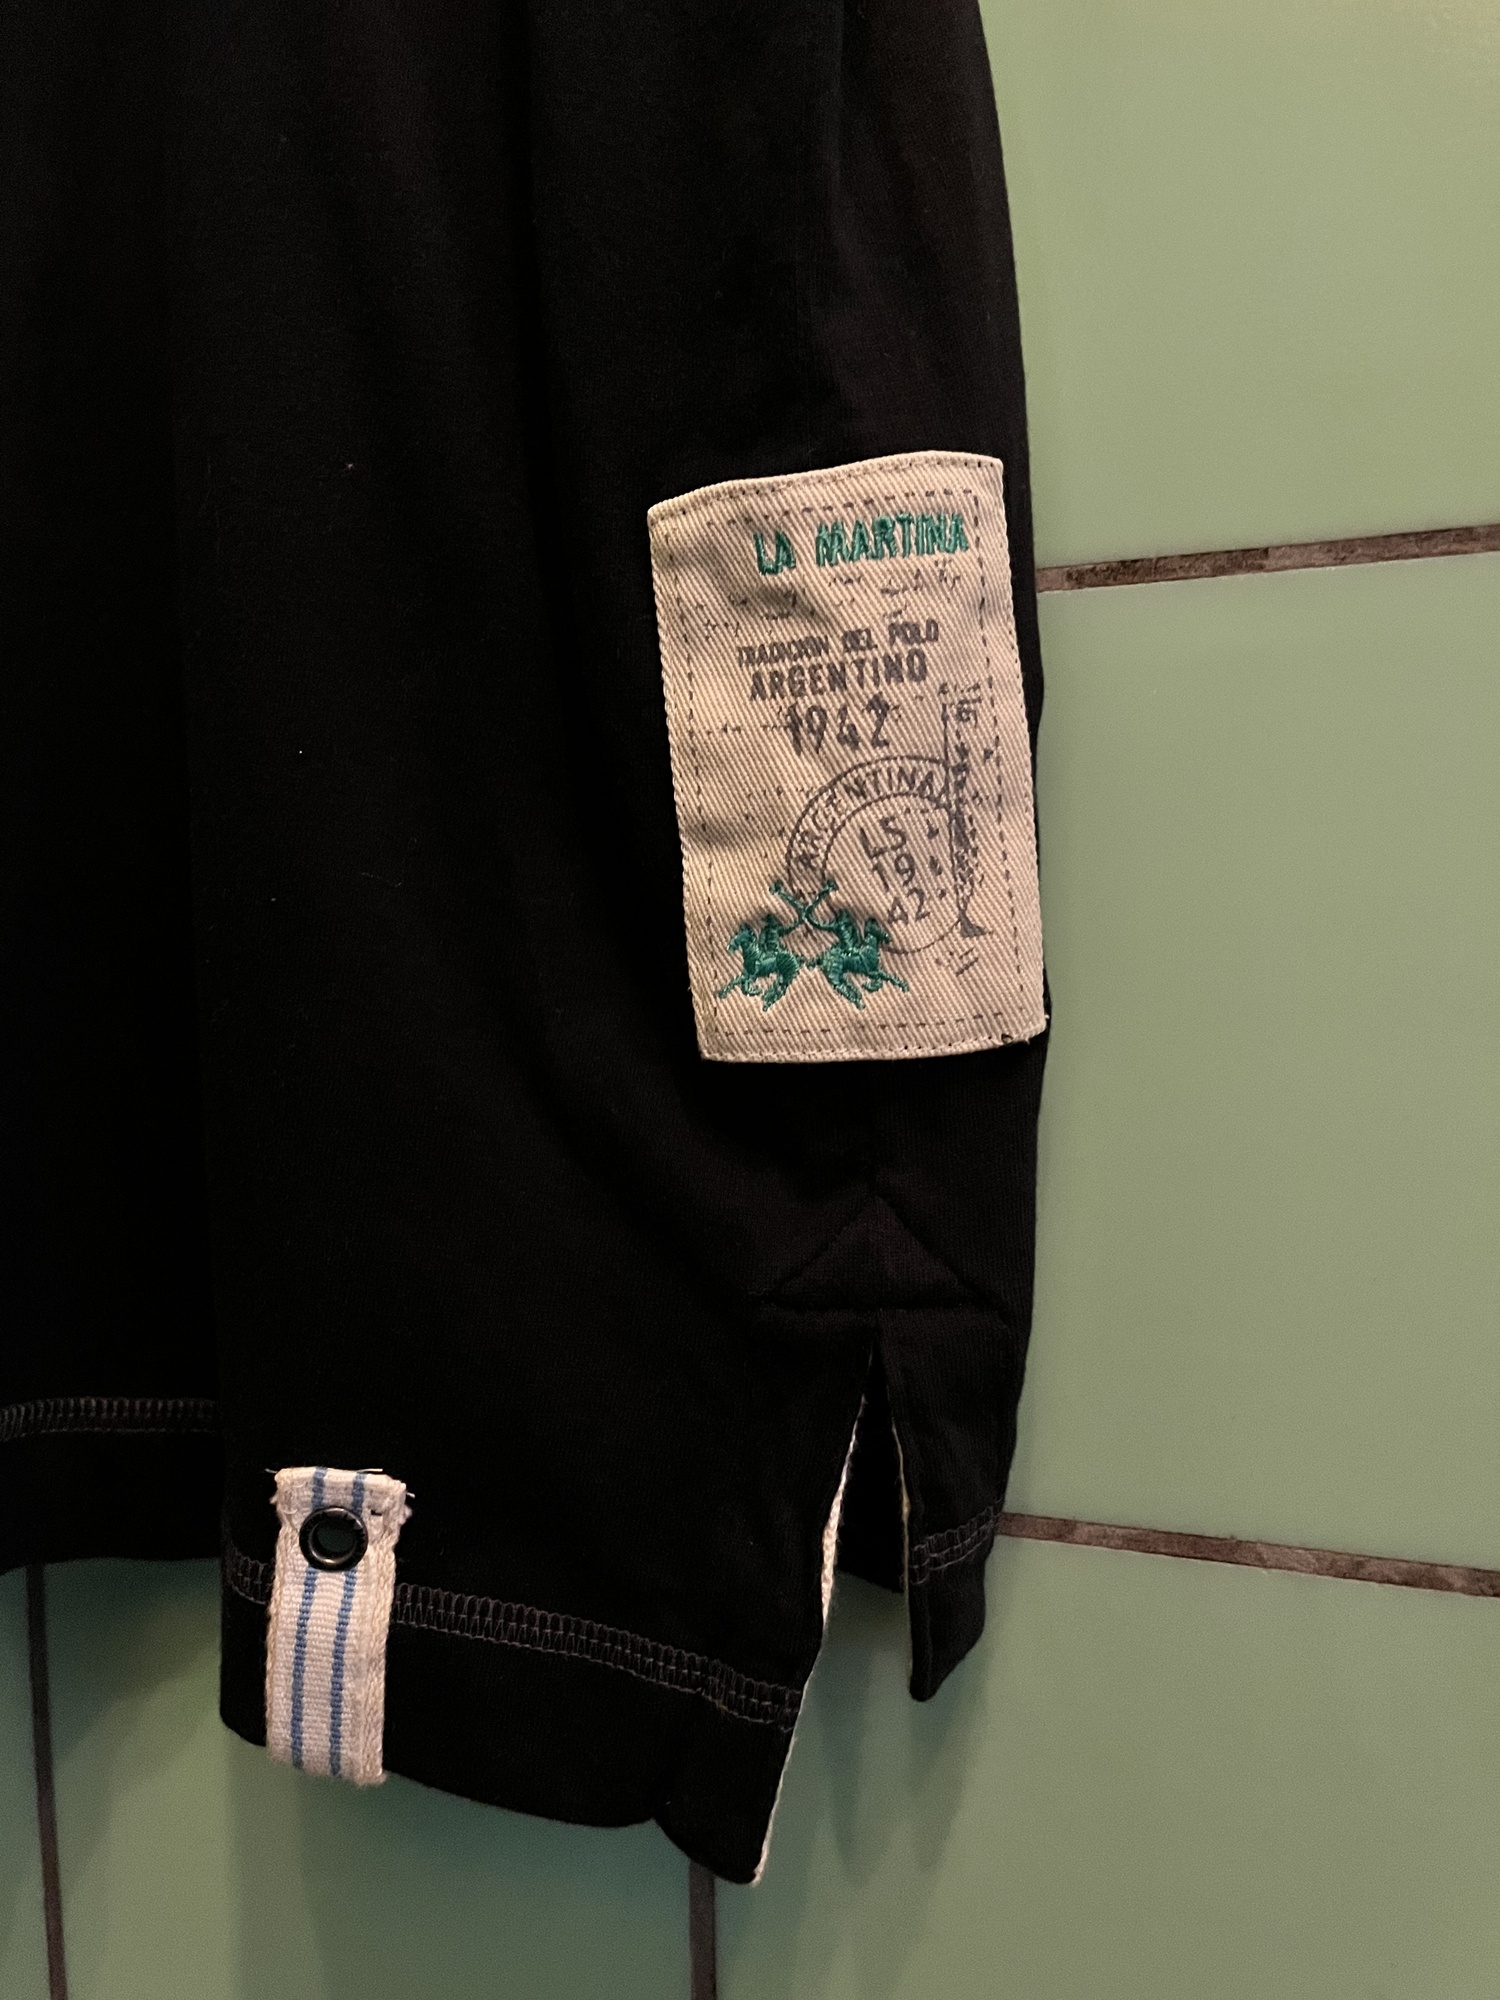 LA MARTINA
TRADICION DEL POLO
ARGENTINO
1942
ARGENTINA
LS
19
42